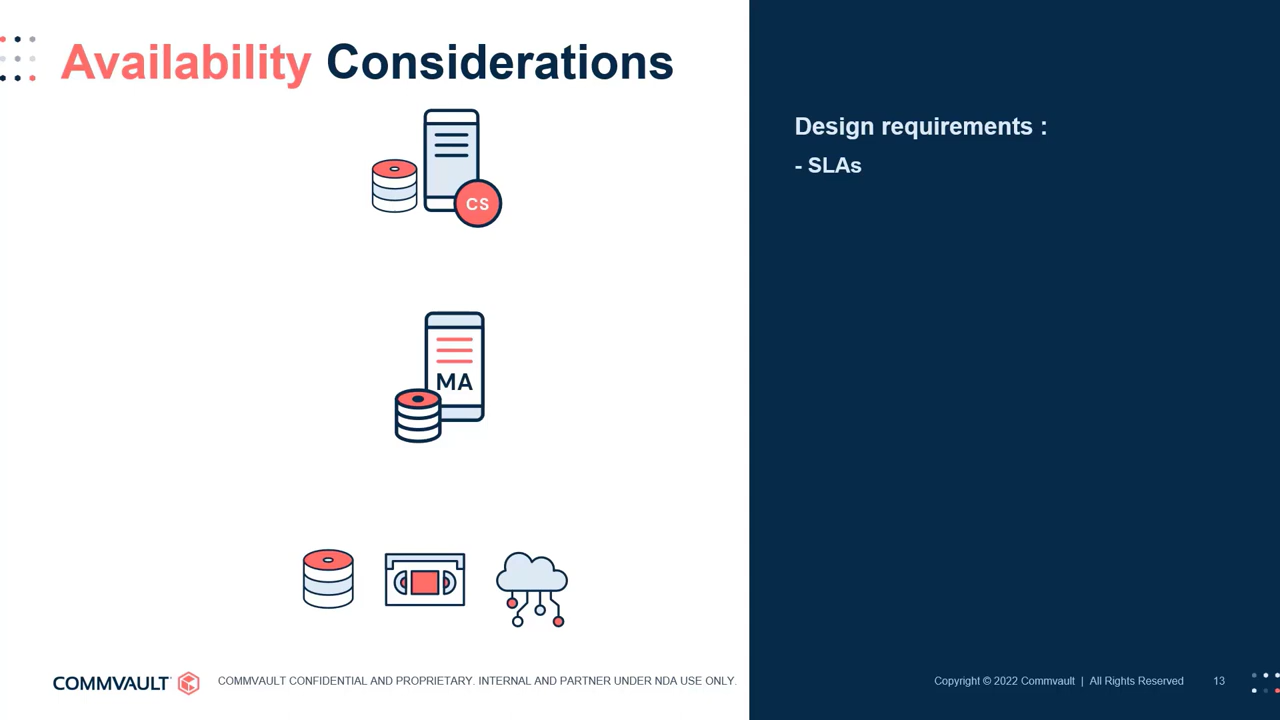 Availability Considerations
Design requirements :
- SLAs
CS
MA
COMMVAULT
COMMVAULT CONFIDENTIAL AND PROPRIETARY. INTERNAL AND PARTNER UNDER NDA USE ONLY.
Copyright © 2022 Commvault | All Rights Reserved
13